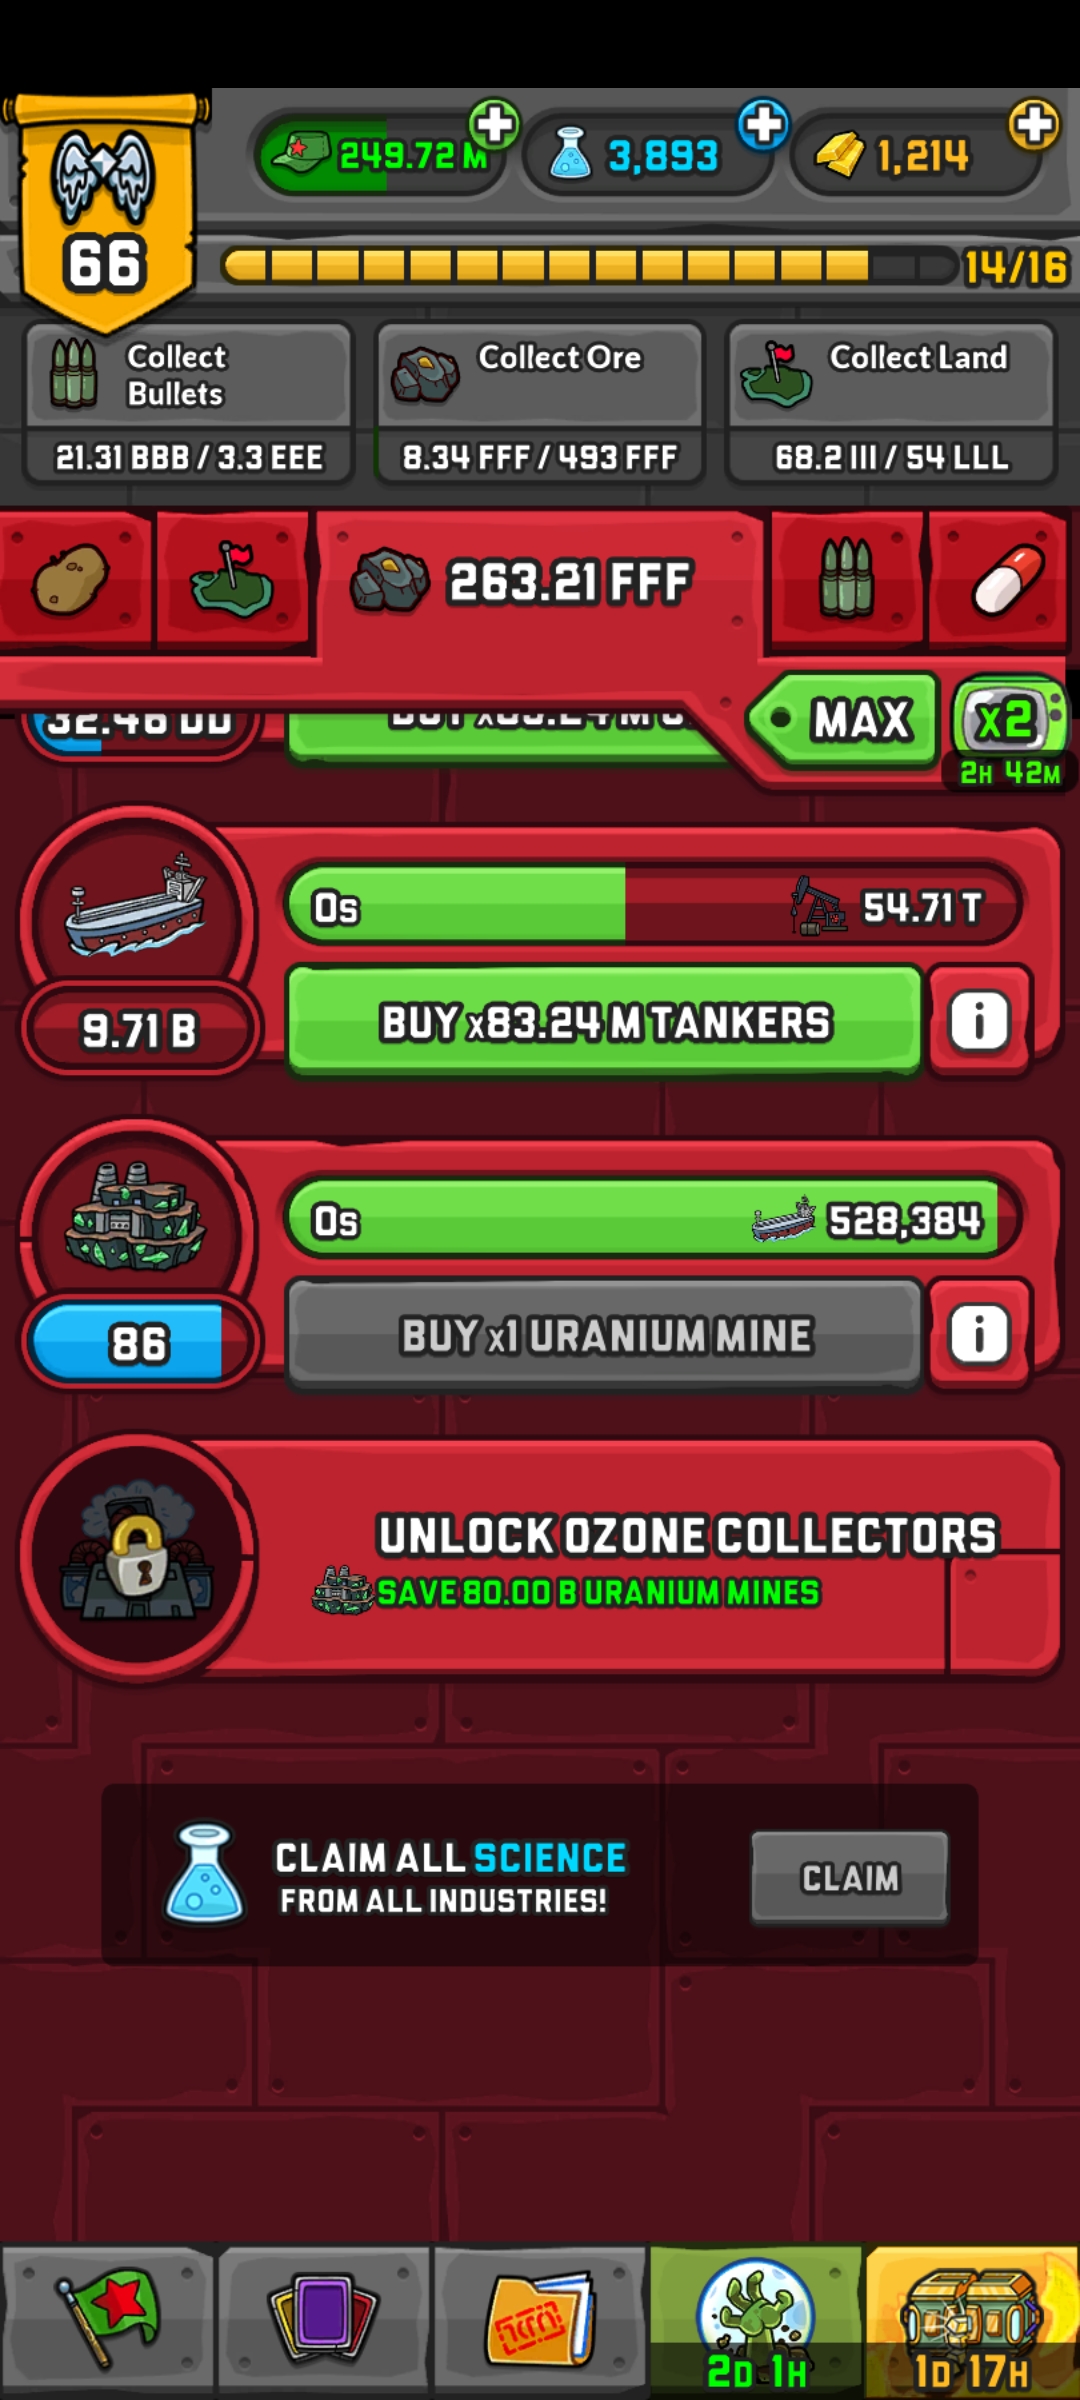 249.72 M
3,893
1,214
66
14/16
Collect
Bullets
Collect Ore
Collect Land
21.31 BBB / 3.3 EEE
8.34 FFF / 493 FFF
68.2 III / 54 LLL
263.21 FFF
MAX
x2
2H 42M
32.46 DD
0s
54.71 T
9.71 B
BUY x83.24 M TANKERS
i
0s
528,384
86
BUY x1 URANIUM MINE
i
UNLOCK OZONE COLLECTORS
SAVE 80.00 B URANIUM MINES
CLAIM ALL SCIENCE
FROM ALL INDUSTRIES!
CLAIM
2D 1H
1D 17H